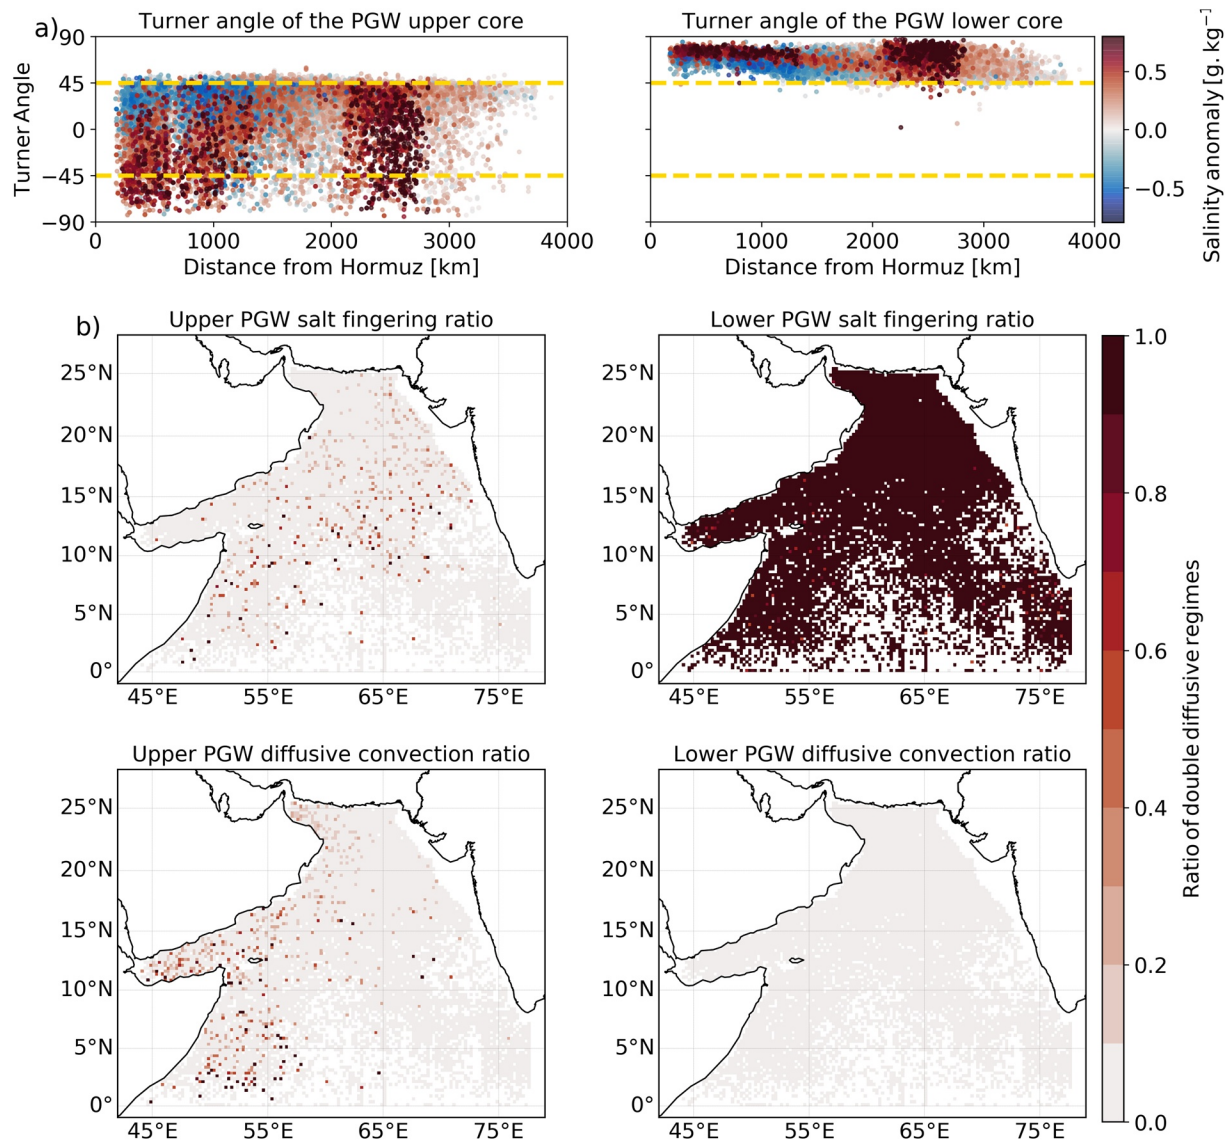 a)
Turner angle of the PGW upper core
Turner angle of the PGW lower core
Turner Angle
90
45
0
−45
−90
0 1000 2000 3000 4000
Distance from Hormuz [km]
0 1000 2000 3000 4000
Distance from Hormuz [km]
0.5
0.0
−0.5
Salinity anomaly [g. kg⁻¹]
b)
Upper PGW salt fingering ratio
25°N
20°N
15°N
10°N
5°N
0°
45°E 55°E 65°E 75°E
Lower PGW salt fingering ratio
25°N
20°N
15°N
10°N
5°N
0°
45°E 55°E 65°E 75°E
Upper PGW diffusive convection ratio
25°N
20°N
15°N
10°N
5°N
0°
45°E 55°E 65°E 75°E
Lower PGW diffusive convection ratio
25°N
20°N
15°N
10°N
5°N
0°
45°E 55°E 65°E 75°E
1.0
0.8
0.6
0.4
0.2
0.0
Ratio of double diffusive regimes